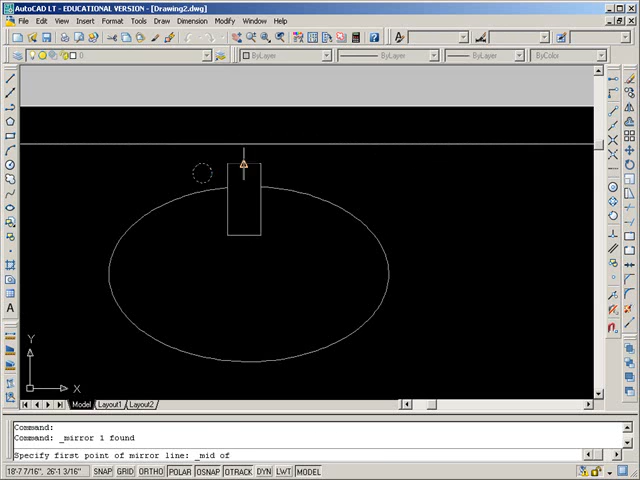 AutoCAD LT - EDUCATIONAL VERSION - [Drawing2.dwg]
File Edit View Insert Format Tools Draw Dimension Modify Window Help
0 ByLayer ByLayer ByLayer ByColor
A
Y
X
Model Layout1 Layout2
Command:
Command: _mirror 1 found
Specify first point of mirror line: _mid of
18'-7 7/16", 26'-1 3/16" SNAP GRID ORTHO POLAR OSNAP OTRACK DYN LWT MODEL